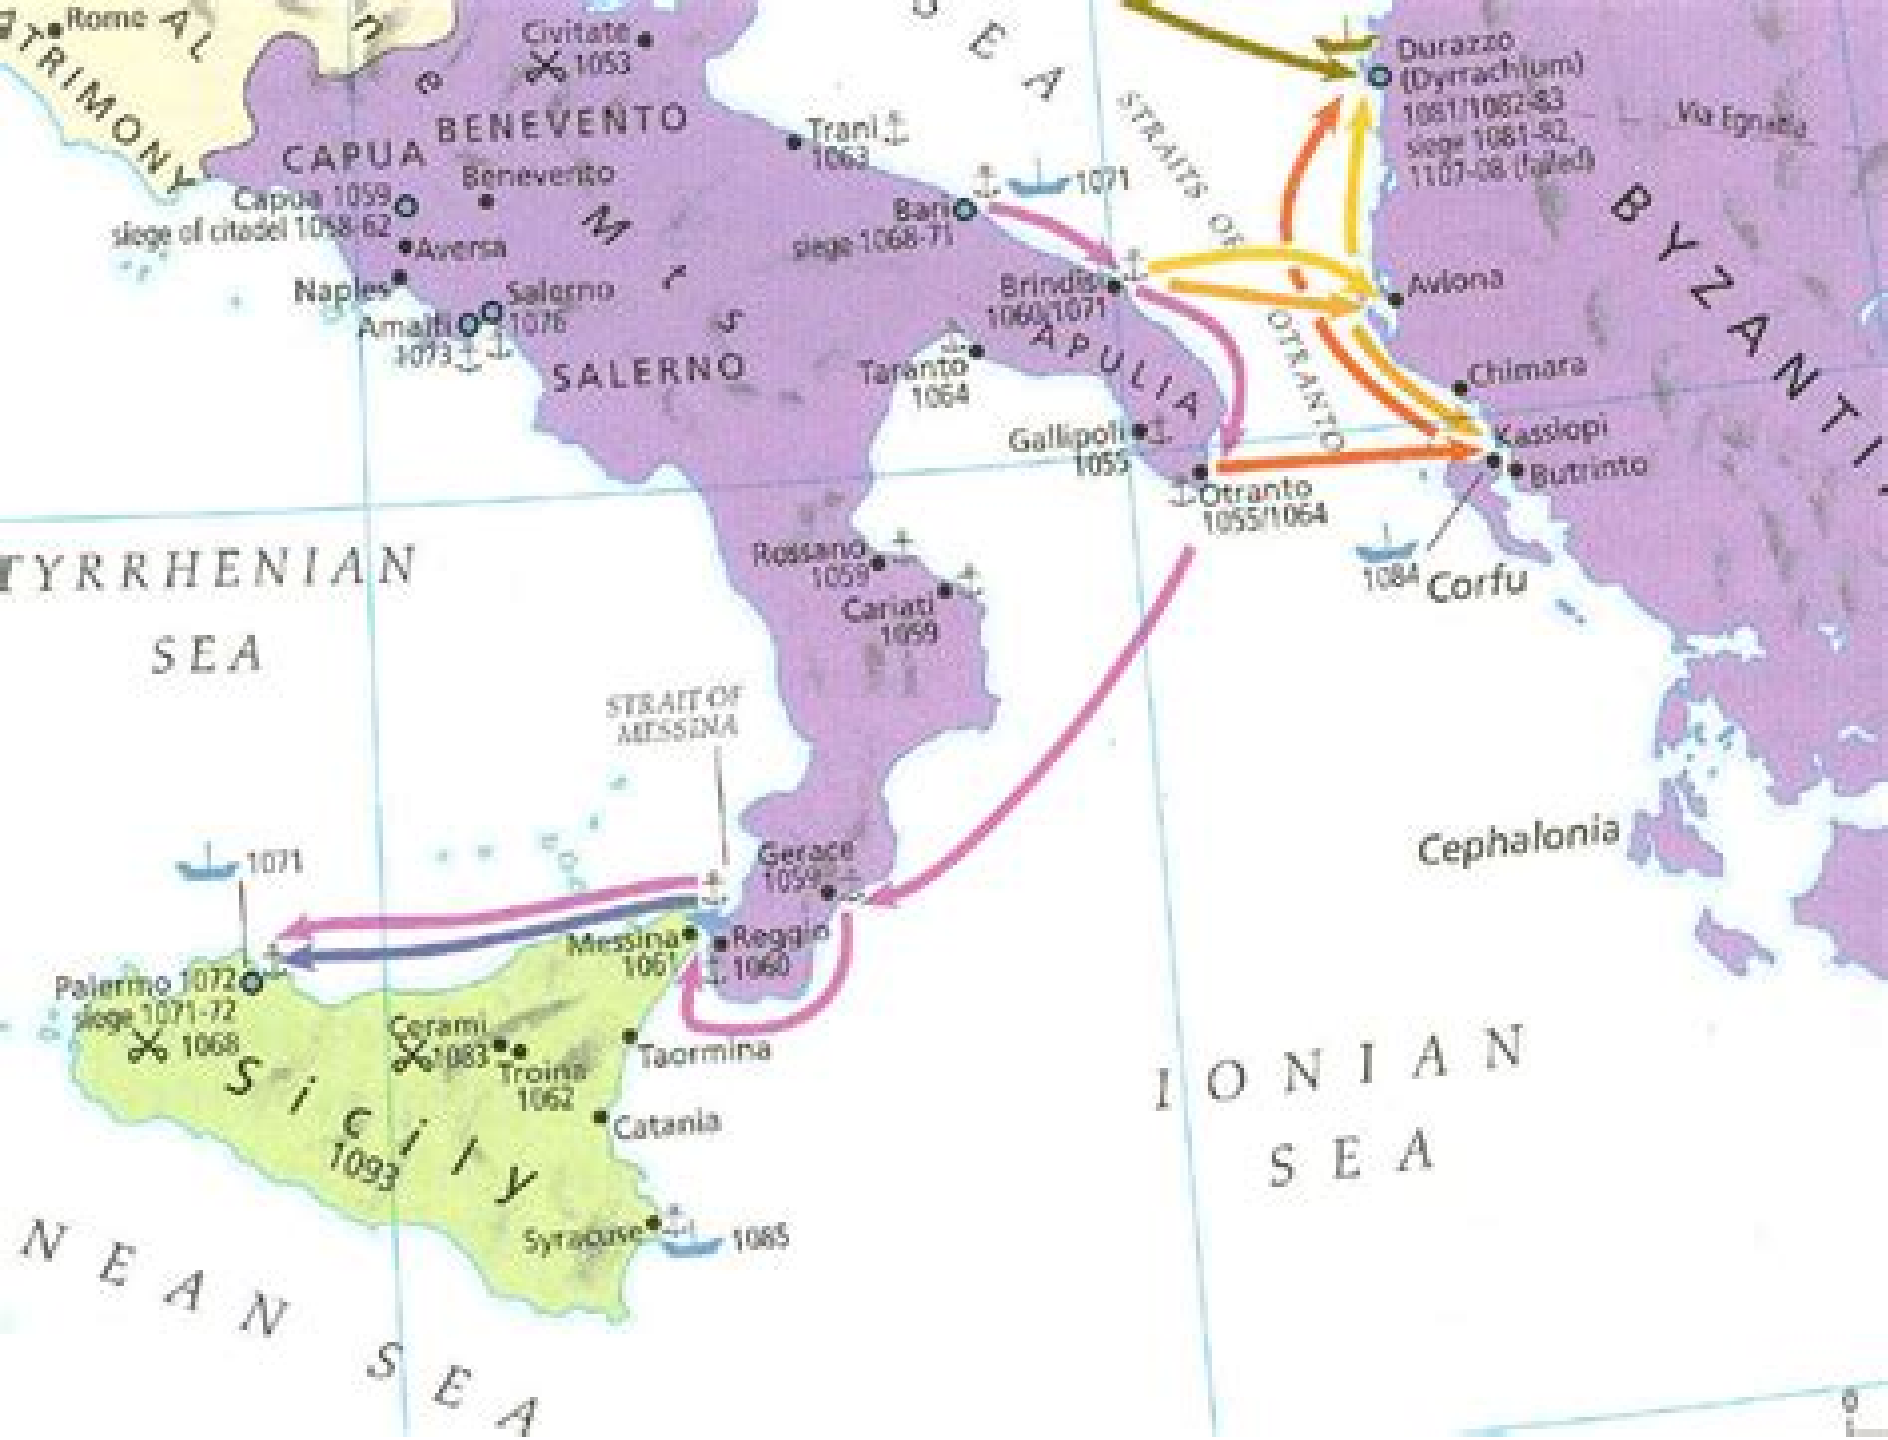 Rome
AL
PATRIMONY
Civitate
1053
SEA
BENEVENTO
CAPUA
Benevento
Capua 1059
siege of citadel 1058-62
Aversa
Naples
Salerno
1076
Amalfi
1073
SALERNO
Trani
1063
1071
Bari
siege 1068-71
Brindisi
1060/1071
APULIA
Taranto
1064
Gallipoli
1055
Otranto
1055/1064
STRAITS OF OTRANTO
Durazzo
(Dyrrachium)
1081/1082-83
siege 1081-82,
1107-08 (failed)
Via Egnatia
BYZANTI
Avlona
Chimara
Kassiopi
Butrinto
1084
Corfu
Rossano
1059
Cariati
1059
TYRRHENIAN
SEA
STRAIT OF
MESSINA
Gerace
1059
Cephalonia
1071
Messina
1061
Reggio
1060
Palermo 1072
siege 1071-72
1068
Cerami
1083
Troina
1062
Taormina
Sicily
1093
Catania
Syracuse
1085
IONIAN
SEA
NEAN SEA
0